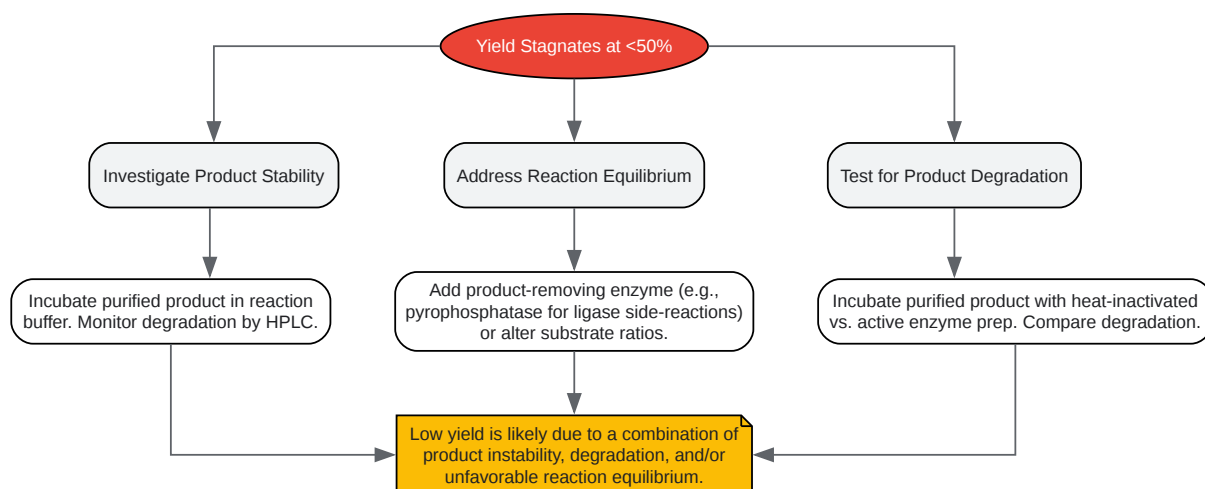 Yield Stagnates at <50%
Investigate Product Stability
Address Reaction Equilibrium
Test for Product Degradation
Incubate purified product in reaction
buffer. Monitor degradation by HPLC.
Add product-removing enzyme (e.g.,
pyrophosphatase for ligase side-reactions)
or alter substrate ratios.
Incubate purified product with heat-inactivated
vs. active enzyme prep. Compare degradation.
Low yield is likely due to a combination of
product instability, degradation, and/or
unfavorable reaction equilibrium.